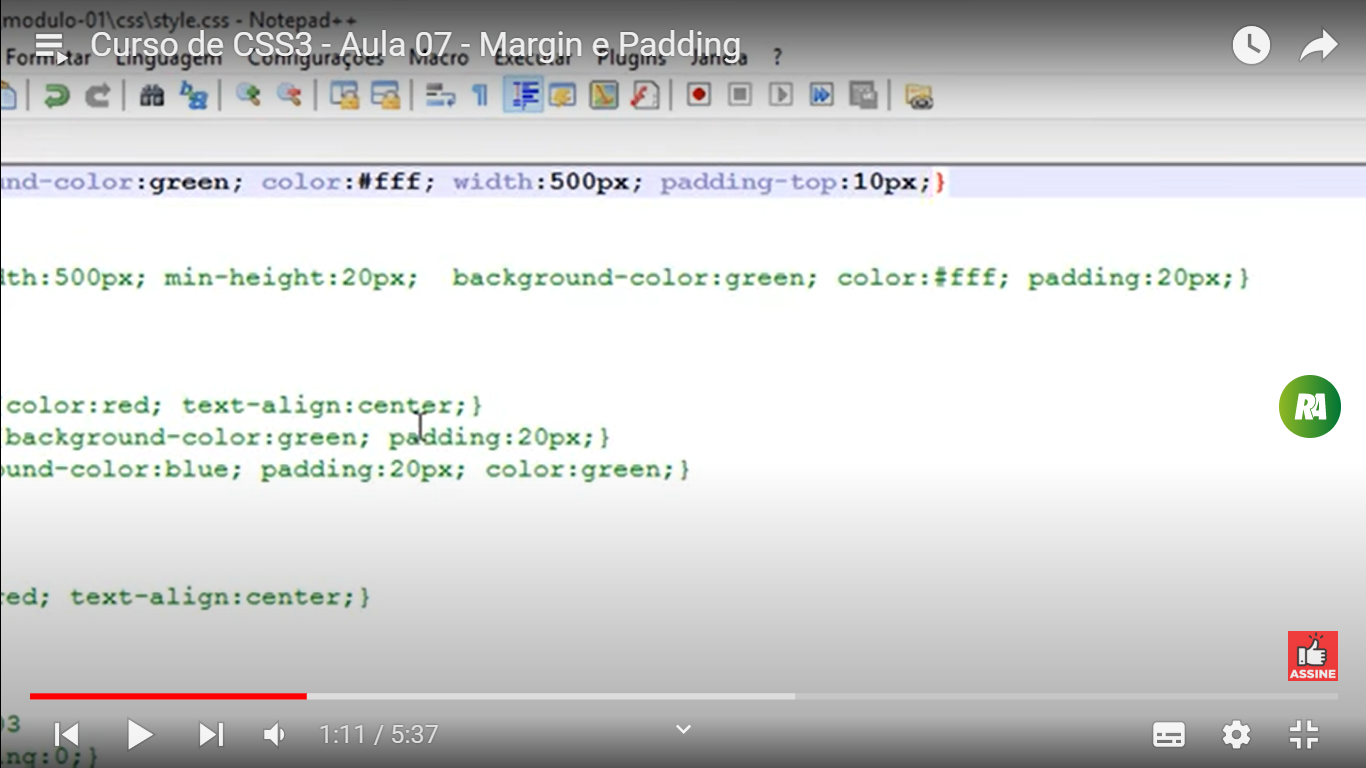 modulo-01\css\style.css - Notepad++
Curso de CSS3 - Aula 07 - Margin e Padding
Formatar Linguagem Configurações Macro Executar Plugins Janela ?
nd-color:green; color:#fff; width:500px; padding-top:10px;}
th:500px; min-height:20px; background-color:green; color:#fff; padding:20px;}
color:red; text-align:center;}
RA
background-color:green; padding:20px;}
und-color:blue; padding:20px; color:green;}
red; text-align:center;}
ASSINE
03
1:11 / 5:37
ng:0;}